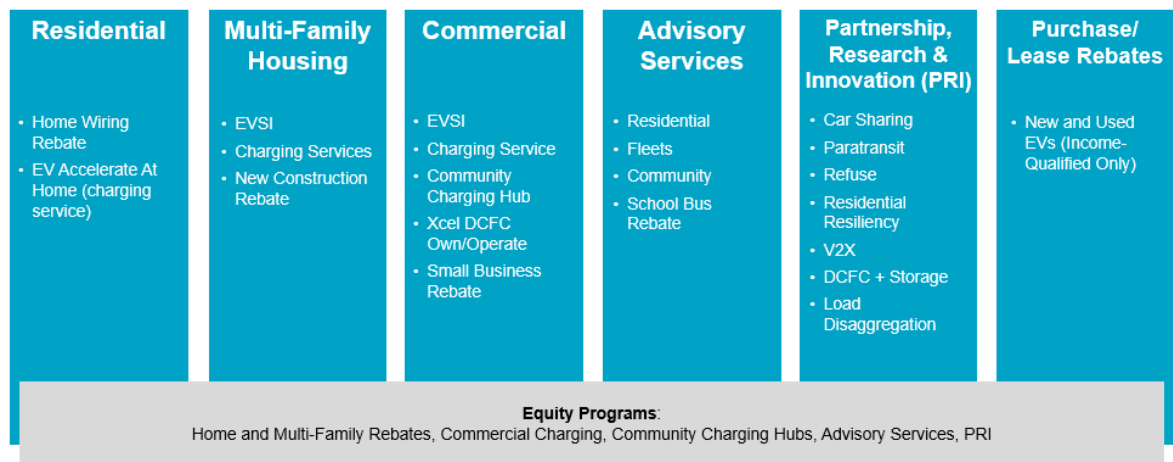 Residential
• Home Wiring
Rebate
• EV Accelerate At
Home (charging
service)
Multi-Family
Housing
• EVSI
• Charging Services
• New Construction
Rebate
Commercial
• EVSI
• Charging Service
• Community
Charging Hub
• Xcel DCFC
Own/Operate
• Small Business
Rebate
Advisory
Services
• Residential
• Fleets
• Community
• School Bus
Rebate
Partnership,
Research &
Innovation (PRI)
• Car Sharing
• Paratransit
• Refuse
• Residential
Resiliency
• V2X
• DCFC + Storage
• Load
Disaggregation
Purchase/
Lease Rebates
• New and Used
EVs (Income-
Qualified Only)
Equity Programs:
Home and Multi-Family Rebates, Commercial Charging, Community Charging Hubs, Advisory Services, PRI